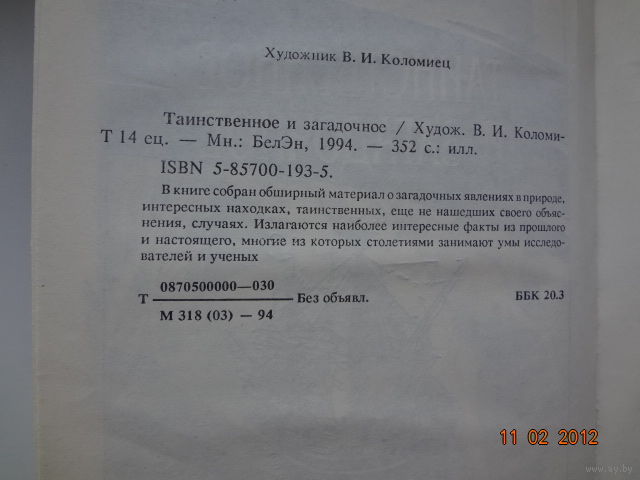 Художник В. И. Коломиец
Таинственное и загадочное / Худож. В. И. Коломи-
Т 14 ец. — Мн.: БелЭн, 1994. — 352 с.: илл.
ISBN 5-85700-193-5.
В книге собран обширный материал о загадочных явлениях в природе,
интересных находках, таинственных, еще не нашедших своего объяс-
нения, случаях. Излагаются наиболее интересные факты из прошлого
и настоящего, многие из которых столетиями занимают умы исследо-
вателей и ученых
0870500000—030
Т Без объявл. ББК 20.3
М 318 (03) — 94
11 02 2012
www.ay.by